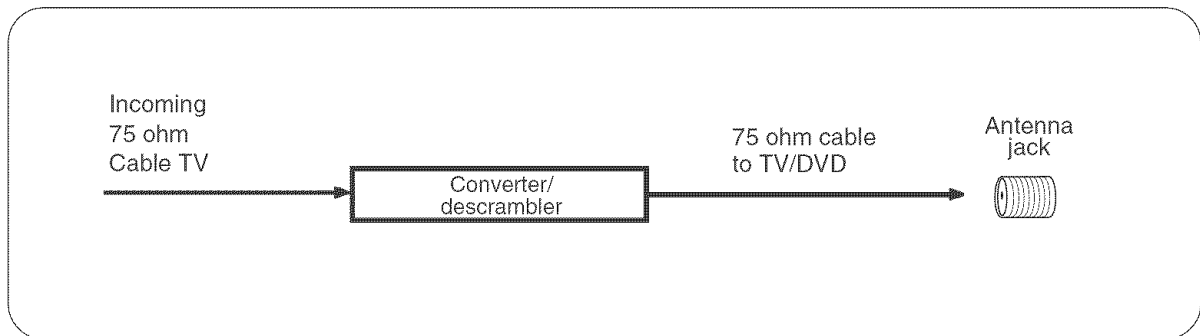 Incoming
75 ohm
Cable TV
Converter/
descrambler
75 ohm cable
to TV/DVD
Antenna
jack